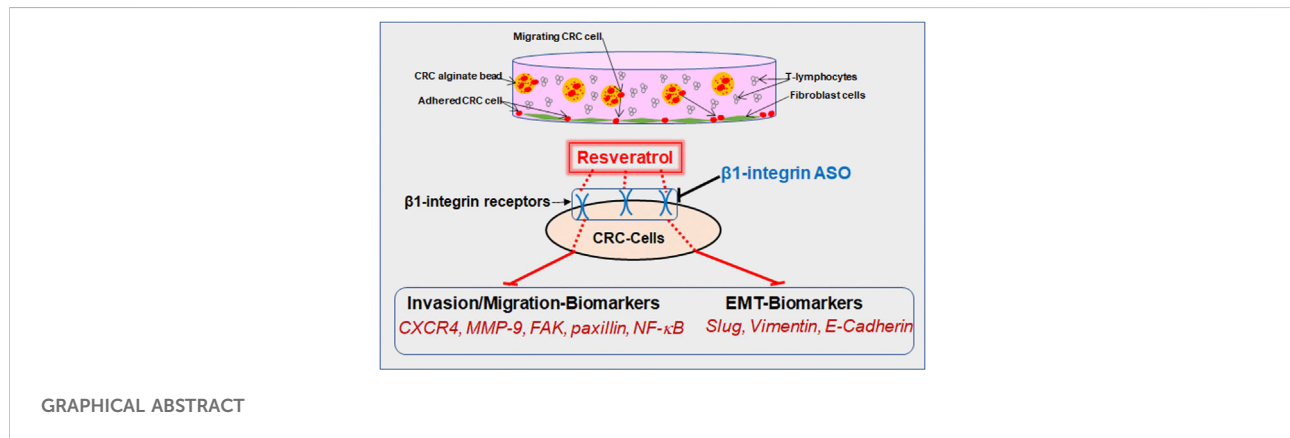 Migrating CRC cell
CRC alginate bead
T-lymphocytes
Adhered CRC cell
Fibroblast cells
Resveratrol
β1-integrin ASO
β1-integrin receptors
CRC-Cells
Invasion/Migration-Biomarkers
EMT-Biomarkers
CXCR4, MMP-9, FAK, paxillin, NF-κB
Slug, Vimentin, E-Cadherin
GRAPHICAL ABSTRACT